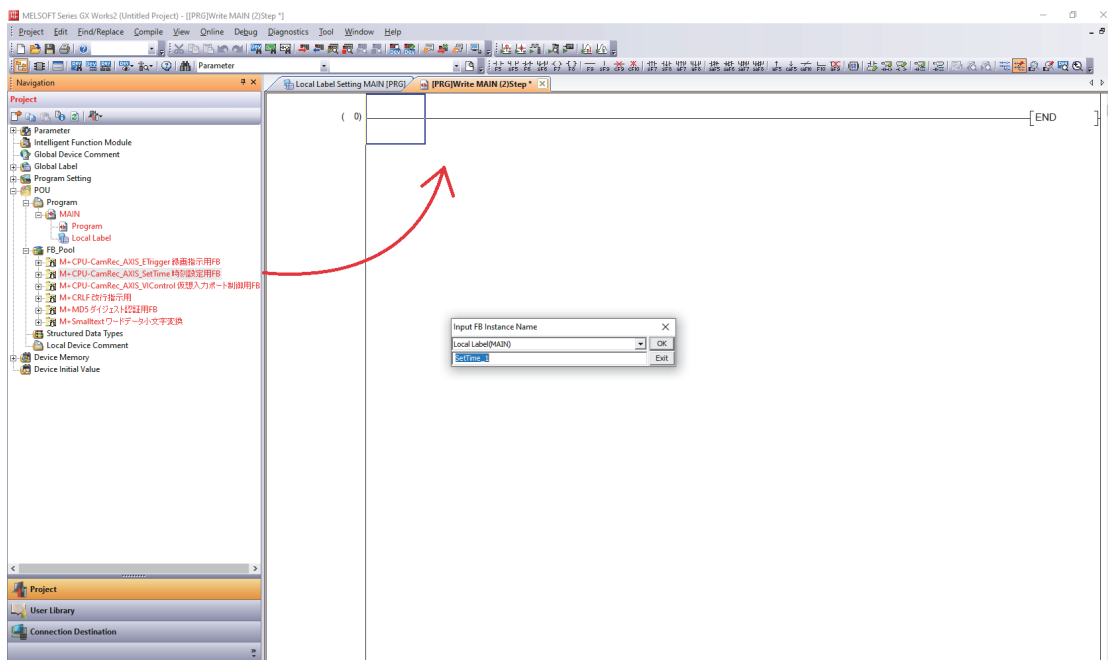 MELSOFT Series GX Works2 (Untitled Project) - [[PRG]Write MAIN (2)Step *]
Project Edit Find/Replace Compile View Online Debug Diagnostics Tool Window Help
Parameter
Navigation
Local Label Setting MAIN [PRG]
[PRG]Write MAIN (2)Step *
Project
( 0)
END
Parameter
Intelligent Function Module
Global Device Comment
Global Label
Program Setting
POU
Program
MAIN
Program
Local Label
FB_Pool
M+CPU-CamRec_AXIS_ETrigger 録画指示用FB
M+CPU-CamRec_AXIS_SetTime 時刻設定用FB
M+CPU-CamRec_AXIS_VIControl 仮想入力ポート制御用FB
M+CRLF 改行指示用
M+MD5 ダイジェスト認証用FB
M+Smalltext ワードデータ小文字変換
Structured Data Types
Local Device Comment
Device Memory
Device Initial Value
Input FB Instance Name
Local Label(MAIN)
OK
SetTime_1
Exit
Project
User Library
Connection Destination